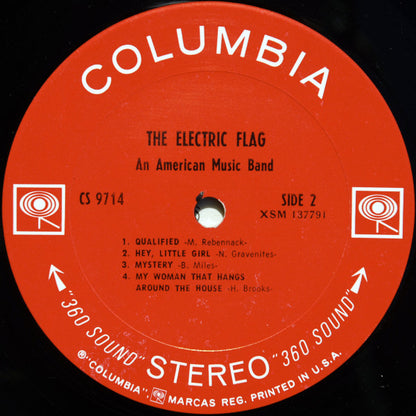 COLUMBIA
THE ELECTRIC FLAG
An American Music Band
CS 9714
SIDE 2
XSM 137791
1. QUALIFIED -M. Rebennack-
2. HEY, LITTLE GIRL -N. Gravenites-
3. MYSTERY -B. Miles-
4. MY WOMAN THAT HANGS
AROUND THE HOUSE -H. Brooks-
"360 SOUND" STEREO "360 SOUND"
® "COLUMBIA", MARCAS REG. PRINTED IN U.S.A.